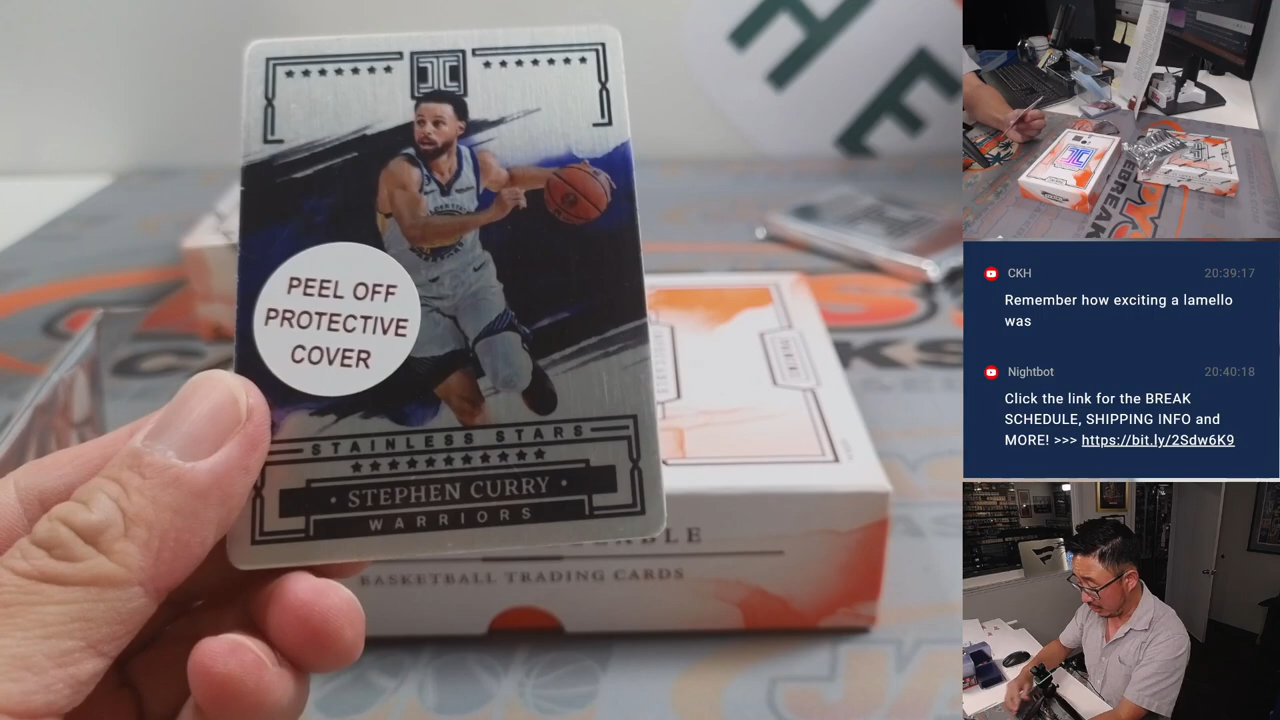 PEEL OFF
PROTECTIVE
COVER
STAINLESS STARS
STEPHEN CURRY
WARRIORS
BASKETBALL TRADING CARDS
CKH
20:39:17
Remember how exciting a lamello
was
Nightbot
20:40:18
Click the link for the BREAK
SCHEDULE, SHIPPING INFO and
MORE! >>> https://bit.ly/2Sdw6K9